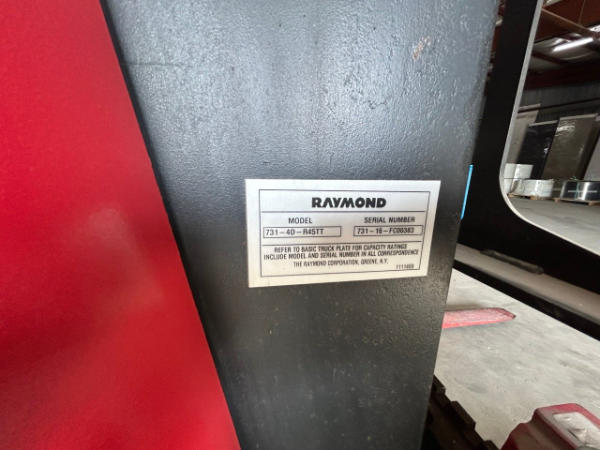 RAYMOND
MODEL SERIAL NUMBER
731-40-R45TT 731-16-FC00363
REFER TO BASIC TRUCK PLATE FOR CAPACITY RATINGS
INCLUDE MODEL AND SERIAL NUMBER IN ALL CORRESPONDENCE
THE RAYMOND CORPORATION, GREENE, N.Y.